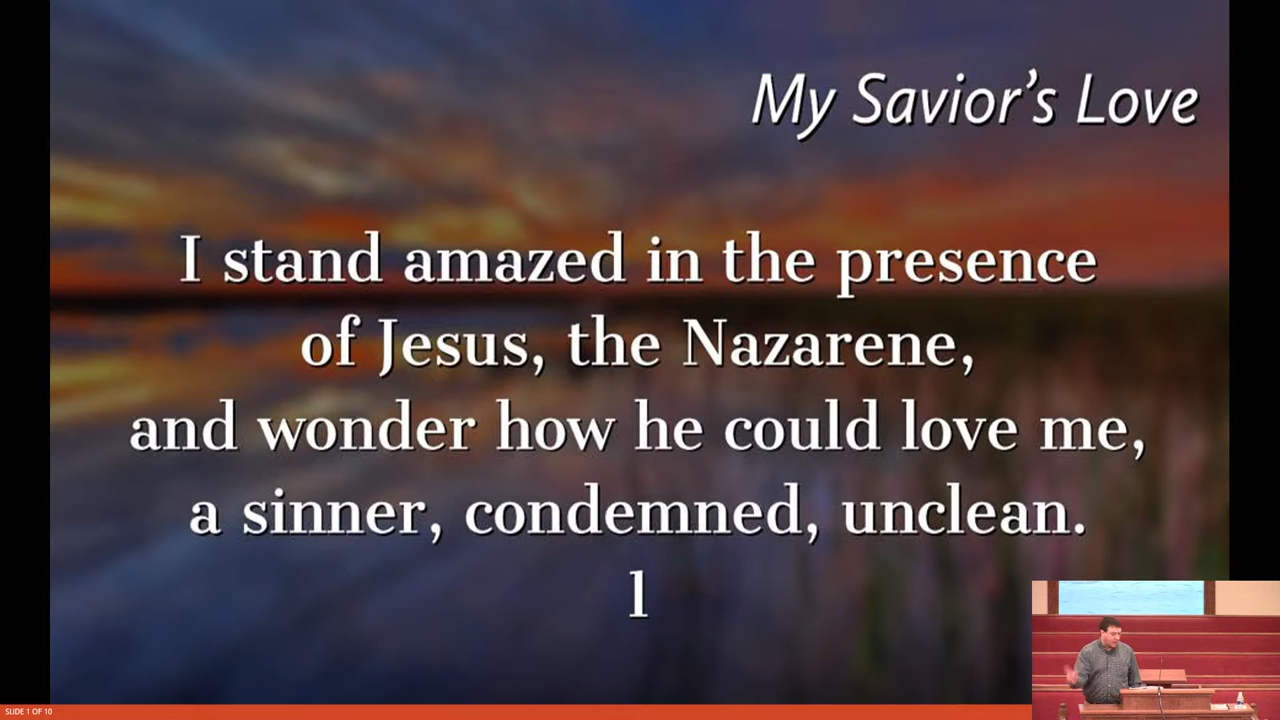 My Savior's Love
I stand amazed in the presence
of Jesus, the Nazarene,
and wonder how he could love me,
a sinner, condemned, unclean.
1
SLIDE 1 OF 10